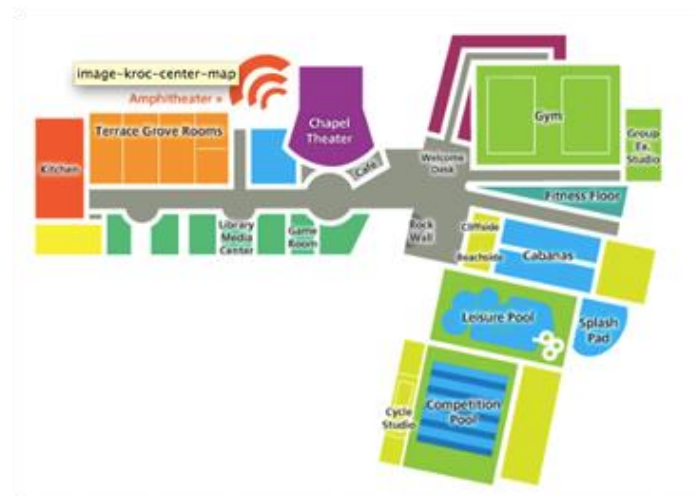 image-kroc-center-map
Amphitheater »
Terrace Grove Rooms
Kitchen
Chapel
Theater
Cafe
Welcome
Desk
Gym
Group
Ex.
Studio
Fitness Floor
Library
Media
Center
Game
Room
Rock
Wall
Cliffside
Beachside
Cabanas
Leisure Pool
Splash
Pad
Cycle
Studio
Competition
Pool